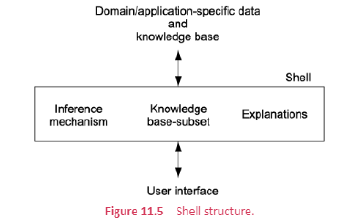 Domain/application-specific data
and
knowledge base
Shell
Inference mechanism
Knowledge base-subset
Explanations
User interface
Figure 11.5 Shell structure.